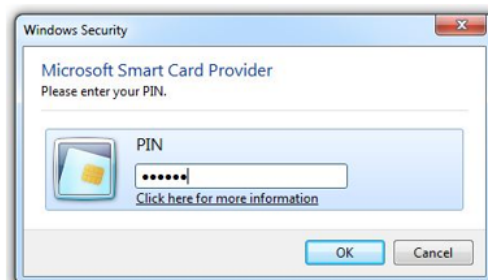 Windows Security
Microsoft Smart Card Provider
Please enter your PIN.
PIN
••••••
Click here for more information
OK
Cancel